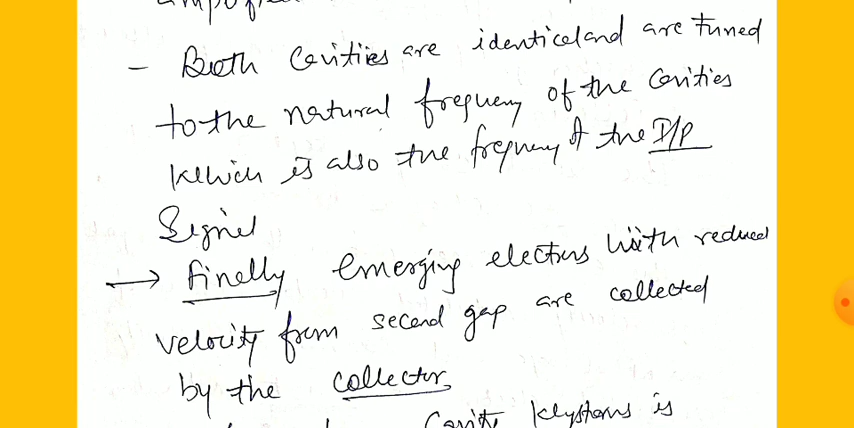 - Both Cavities are identical and are tuned
to the natural frequency of the Cavities
which is also the frequency of the I/P
Signal
→ finally emerging electrons with reduced
velocity from second gap are collected
by the collector
Cavity klystrons is